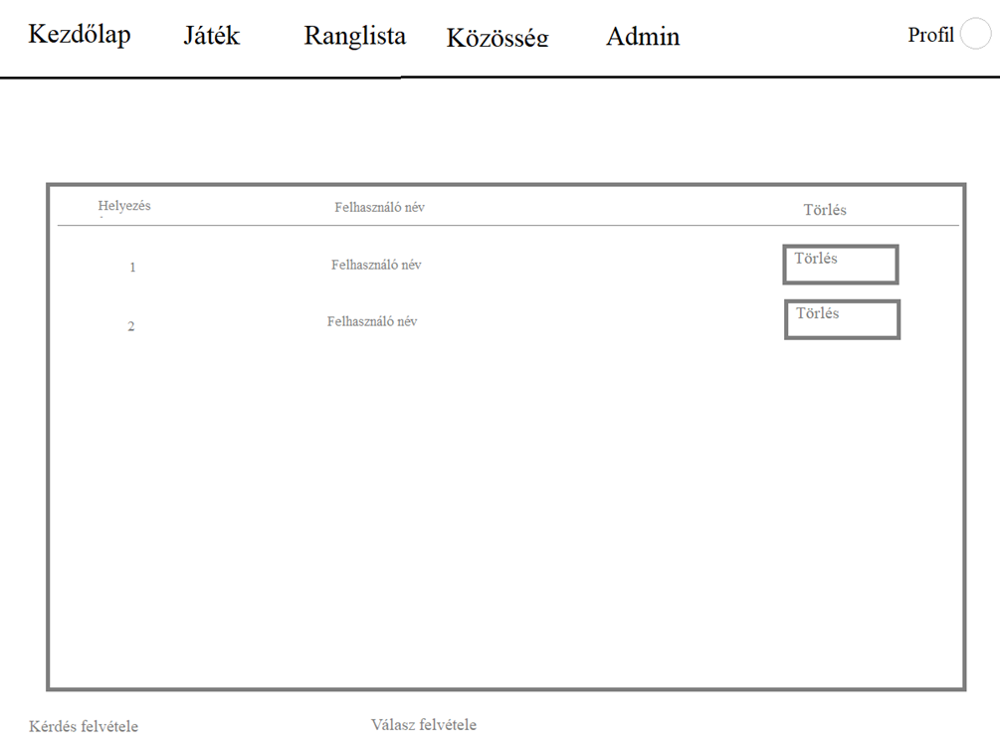 Kezdőlap Játék Ranglista Közösség Admin Profil
Helyezés Felhasználó név Törlés
1 Felhasználó név Törlés
2 Felhasználó név Törlés
Kérdés felvétele Válasz felvétele